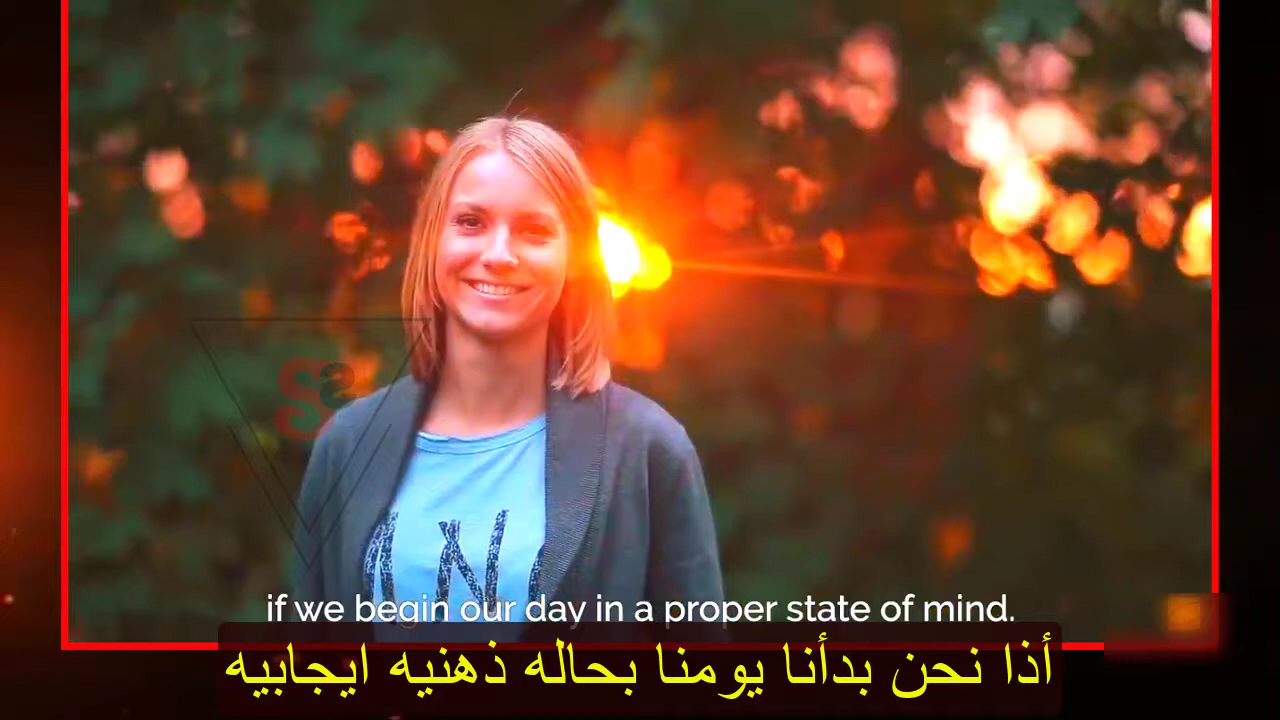 if we begin our day in a proper state of mind.
أذا نحن بدأنا يومنا بحاله ذهنيه ايجابيه